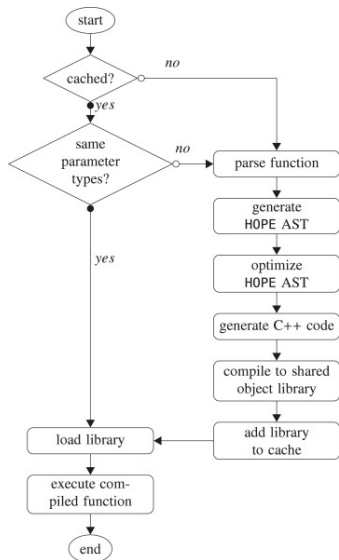 start
cached?
no
yes
same
parameter
types?
no
parse function
generate
HOPE AST
yes
optimize
HOPE AST
generate C++ code
compile to shared
object library
load library
add library
to cache
execute com-
piled function
end